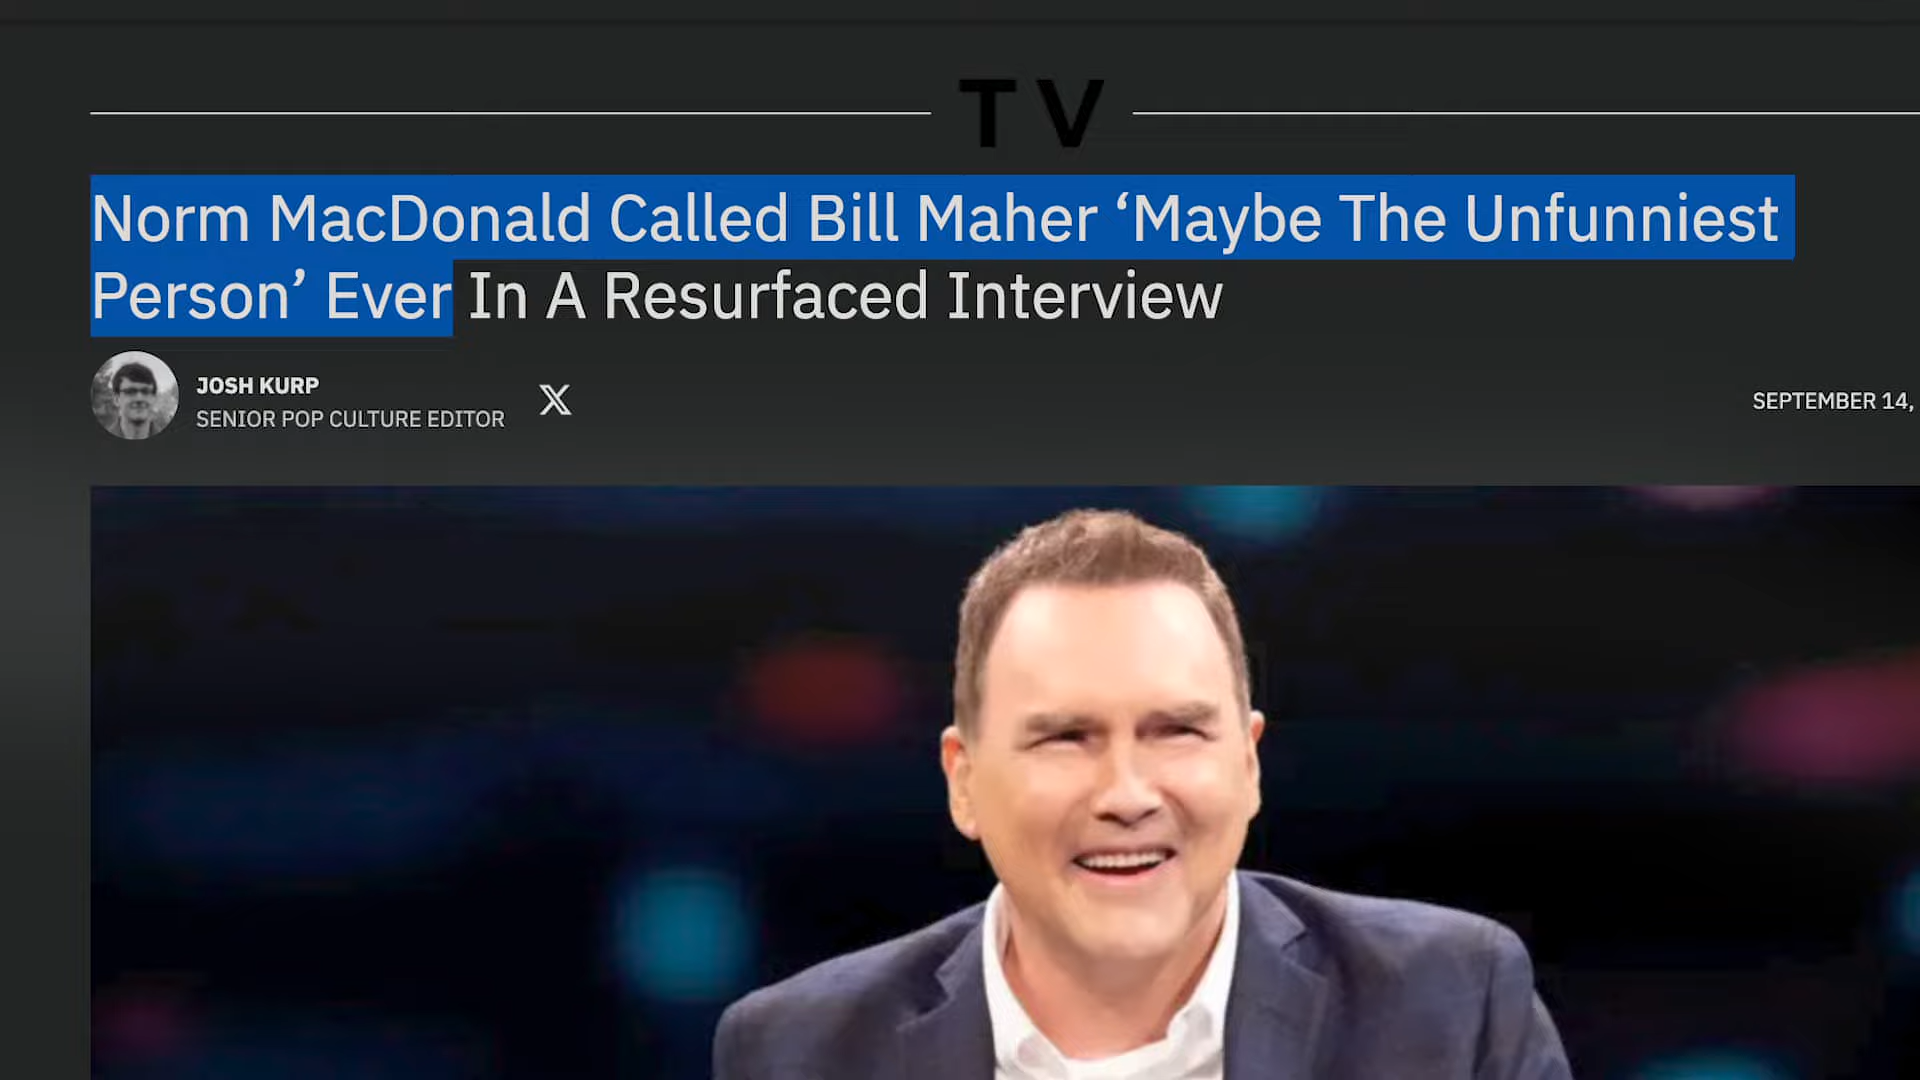 TV
Norm MacDonald Called Bill Maher ‘Maybe The Unfunniest
Person’ Ever In A Resurfaced Interview
JOSH KURP
SENIOR POP CULTURE EDITOR
SEPTEMBER 14,